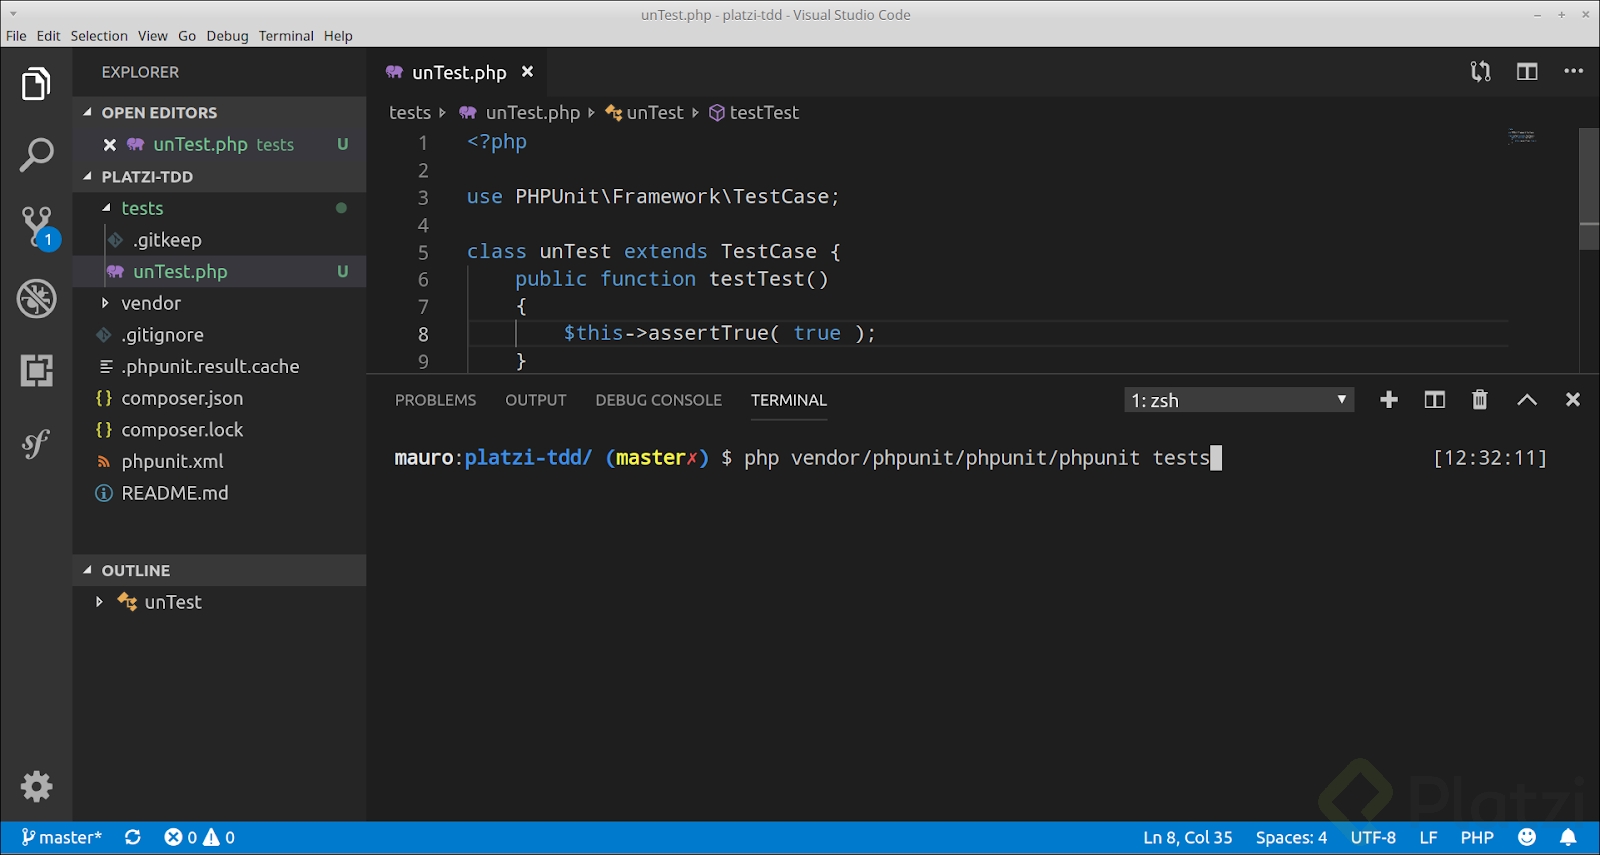 unTest.php - platzi-tdd - Visual Studio Code
File Edit Selection View Go Debug Terminal Help
EXPLORER
OPEN EDITORS
unTest.php tests U
PLATZI-TDD
tests
.gitkeep
unTest.php U
vendor
.gitignore
.phpunit.result.cache
composer.json
composer.lock
phpunit.xml
README.md
OUTLINE
unTest
1
unTest.php
tests unTest.php unTest testTest
1 <?php
2
3 use PHPUnit\Framework\TestCase;
4
5 class unTest extends TestCase {
6 public function testTest()
7 {
8 $this->assertTrue( true );
9 }
PROBLEMS OUTPUT DEBUG CONSOLE TERMINAL 1: zsh
mauro:platzi-tdd/ (master✗) $ php vendor/phpunit/phpunit/phpunit tests [12:32:11]
Platzi
master* 0 0 Ln 8, Col 35 Spaces: 4 UTF-8 LF PHP